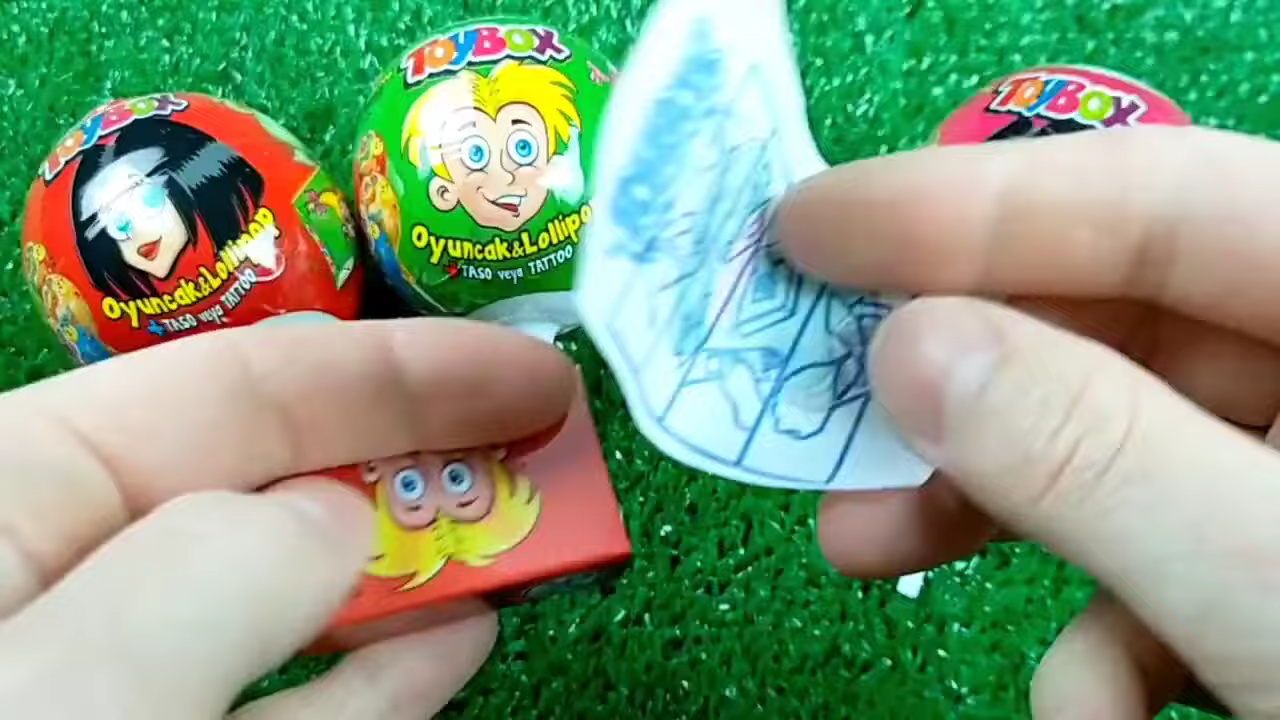 ToyBox
Oyuncak&Lollipop
+ TASO veya TATTOO
ToyBox
Oyuncak&Lollipo
+ TASO veya TATTOO
ToyBox